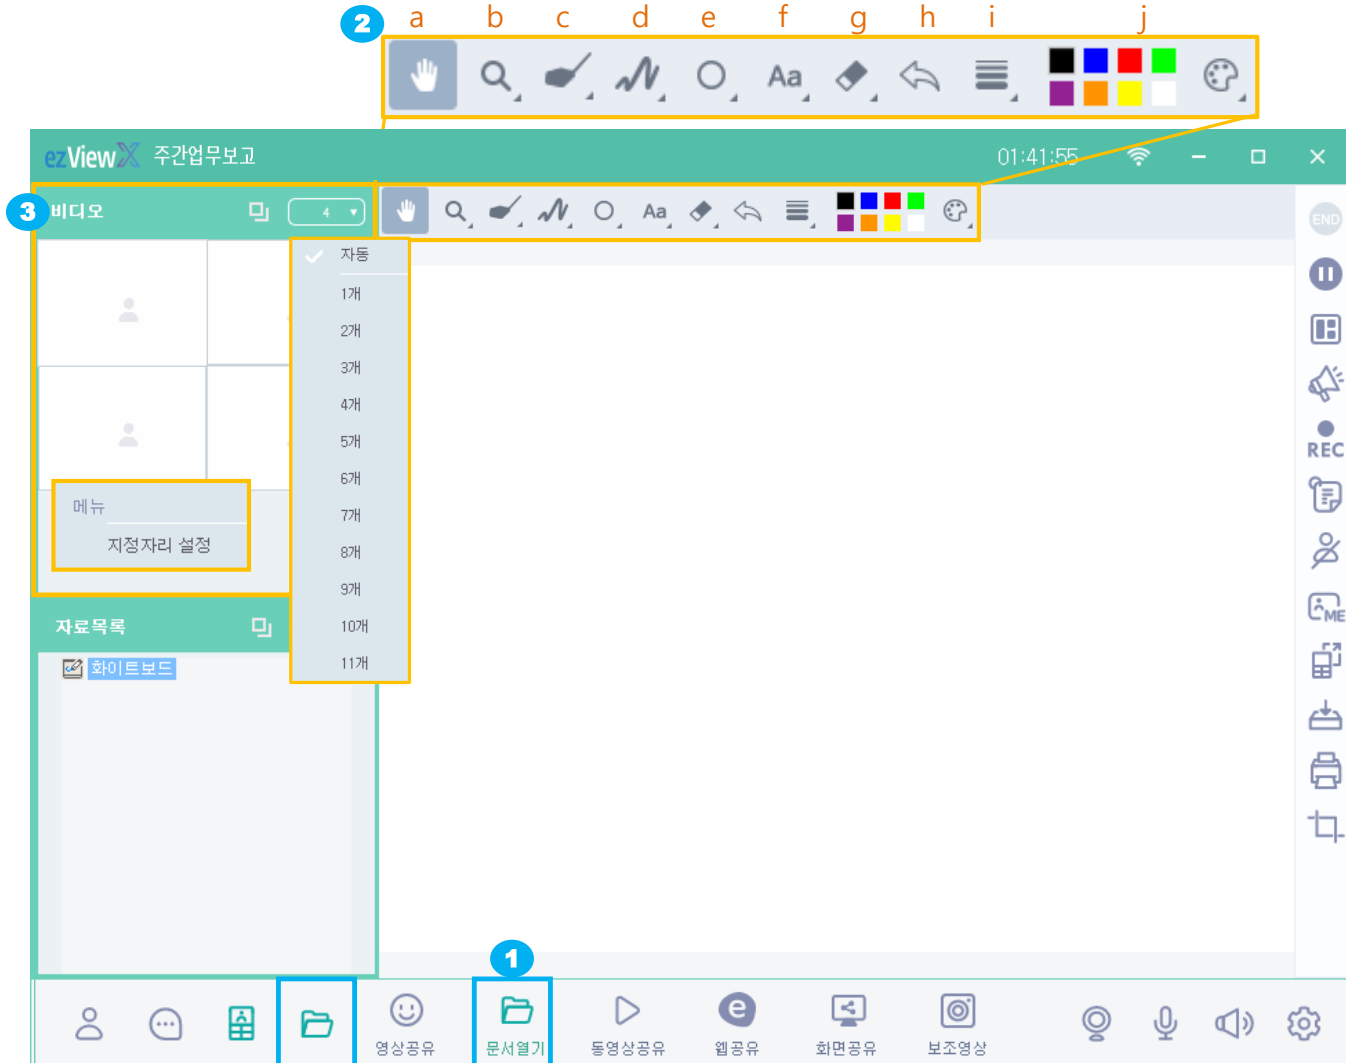 2 a b c d e f g h i j
Aa
ezViewX 주간업무보고 01:41:55
3 비디오 4
Aa
END
자동
1개
2개
3개
4개
5개
6개
7개
8개
9개
10개
11개
REC
메뉴
지정자리 설정
ME
자료목록
화이트보드
1
영상공유 문서열기 동영상공유 웹공유 화면공유 보조영상